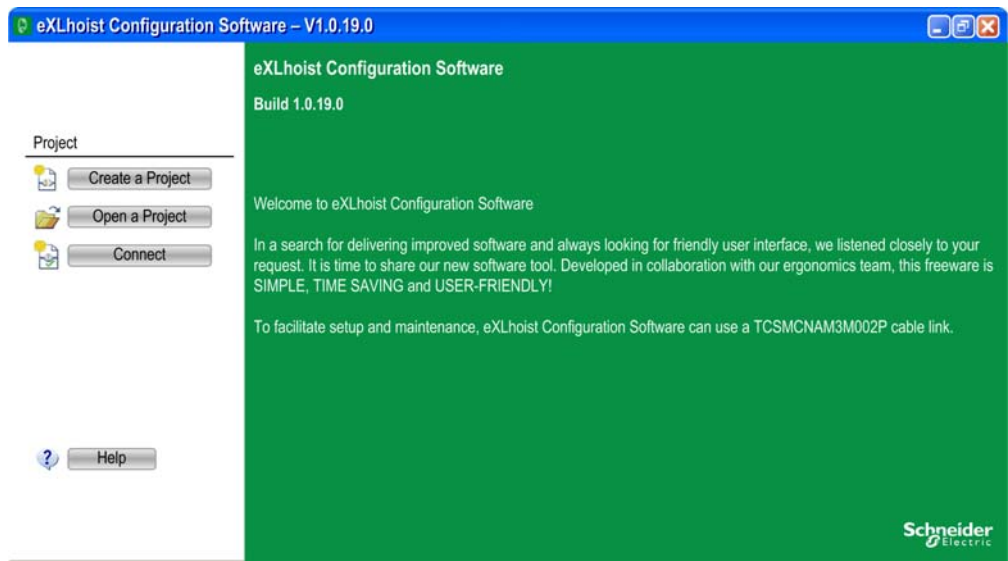 eXLhoist Configuration Software – V1.0.19.0
Project
Create a Project
Open a Project
Connect
Help
eXLhoist Configuration Software
Build 1.0.19.0
Welcome to eXLhoist Configuration Software
In a search for delivering improved software and always looking for friendly user interface, we listened closely to your
request. It is time to share our new software tool. Developed in collaboration with our ergonomics team, this freeware is
SIMPLE, TIME SAVING and USER-FRIENDLY!
To facilitate setup and maintenance, eXLhoist Configuration Software can use a TCSMCNAM3M002P cable link.
Schneider
Electric